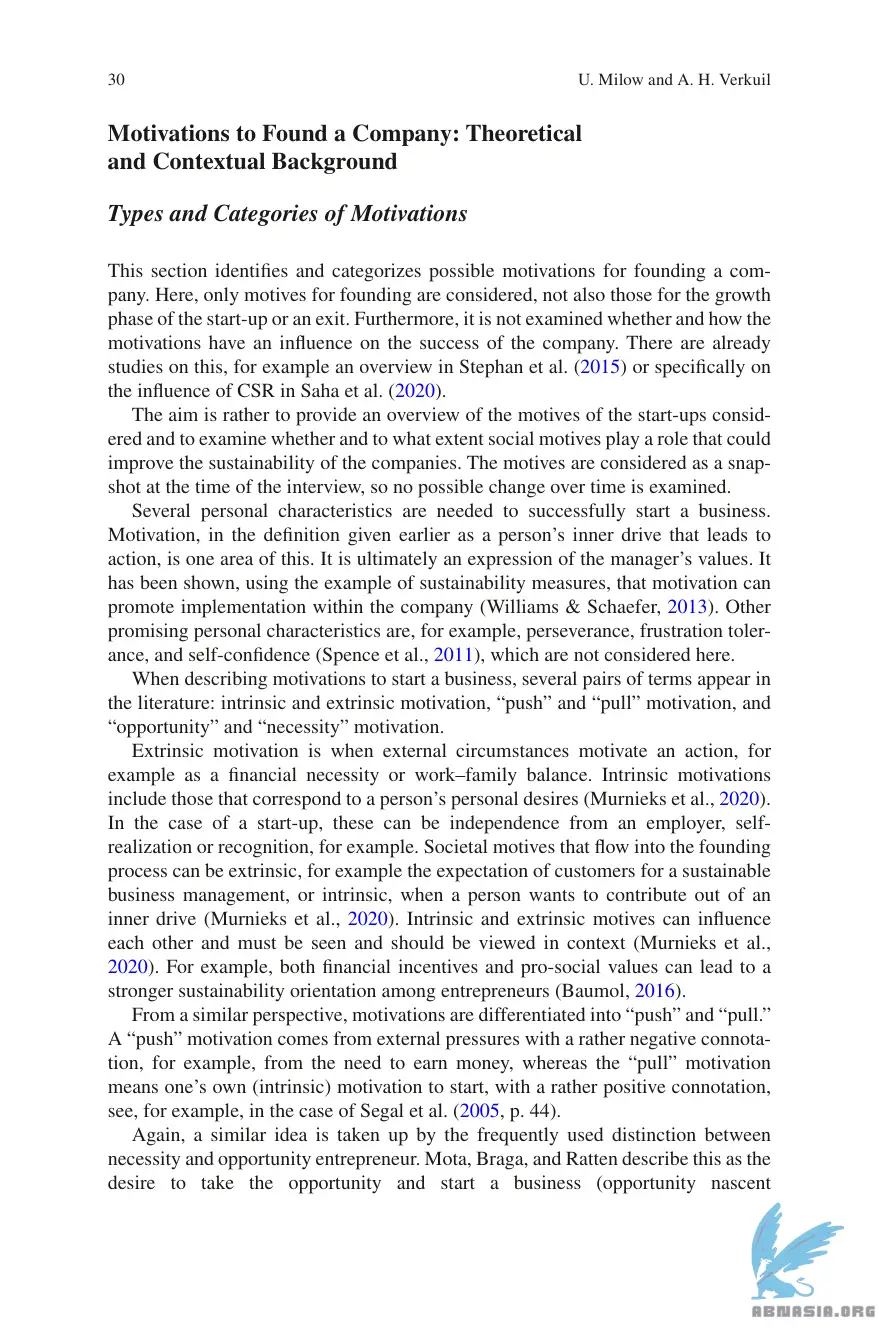 30
U. Milow and A. H. Verkuil
Motivations to Found a Company: Theoretical
and Contextual Background
Types and Categories of Motivations
This section identifies and categorizes possible motivations for founding a com-
pany. Here, only motives for founding are considered, not also those for the growth
phase of the start-up or an exit. Furthermore, it is not examined whether and how the
motivations have an influence on the success of the company. There are already
studies on this, for example an overview in Stephan et al. (2015) or specifically on
the influence of CSR in Saha et al. (2020).
The aim is rather to provide an overview of the motives of the start-ups consid-
ered and to examine whether and to what extent social motives play a role that could
improve the sustainability of the companies. The motives are considered as a snap-
shot at the time of the interview, so no possible change over time is examined.
Several personal characteristics are needed to successfully start a business.
Motivation, in the definition given earlier as a person's inner drive that leads to
action, is one area of this. It is ultimately an expression of the manager's values. It
has been shown, using the example of sustainability measures, that motivation can
promote implementation within the company (Williams & Schaefer, 2013). Other
promising personal characteristics are, for example, perseverance, frustration toler-
ance, and self-confidence (Spence et al., 2011), which are not considered here.
When describing motivations to start a business, several pairs of terms appear in
the literature: intrinsic and extrinsic motivation, “push” and “pull” motivation, and
“opportunity” and “necessity” motivation.
Extrinsic motivation is when external circumstances motivate an action, for
example as a financial necessity or work–family balance. Intrinsic motivations
include those that correspond to a person's personal desires (Murnieks et al., 2020).
In the case of a start-up, these can be independence from an employer, self-
realization or recognition, for example. Societal motives that flow into the founding
process can be extrinsic, for example the expectation of customers for a sustainable
business management, or intrinsic, when a person wants to contribute out of an
inner drive (Murnieks et al., 2020). Intrinsic and extrinsic motives can influence
each other and must be seen and should be viewed in context (Murnieks et al.,
2020). For example, both financial incentives and pro-social values can lead to a
stronger sustainability orientation among entrepreneurs (Baumol, 2016).
From a similar perspective, motivations are differentiated into “push” and “pull.”
A “push” motivation comes from external pressures with a rather negative connota-
tion, for example, from the need to earn money, whereas the “pull” motivation
means one's own (intrinsic) motivation to start, with a rather positive connotation,
see, for example, in the case of Segal et al. (2005, p. 44).
Again, a similar idea is taken up by the frequently used distinction between
necessity and opportunity entrepreneur. Mota, Braga, and Ratten describe this as the
desire to take the opportunity and start a business (opportunity nascent
ABNASIA.ORG